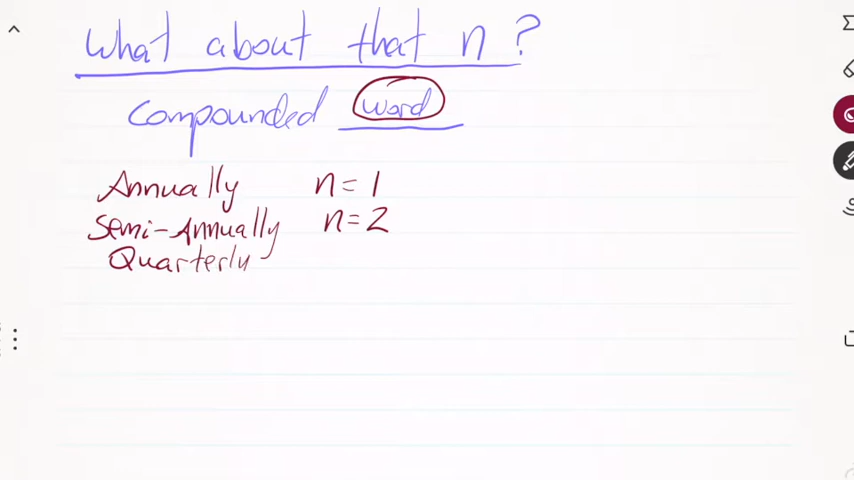 What about that n ?
Compounded word
Annually n = 1
Semi-Annually n = 2
Quarterly